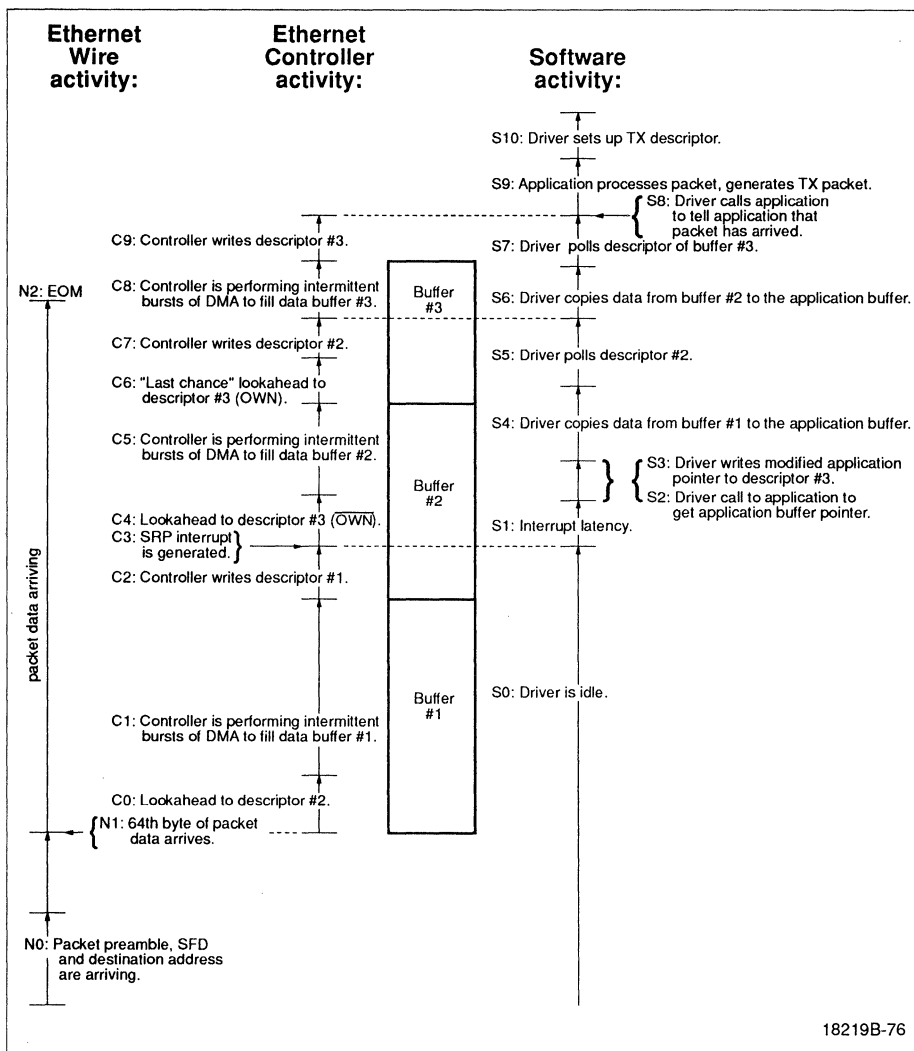 Ethernet
Wire
activity:
Ethernet
Controller
activity:
Software
activity:
S10: Driver sets up TX descriptor.
S9: Application processes packet, generates TX packet.
S8: Driver calls application
to tell application that
packet has arrived.
C9: Controller writes descriptor #3.
S7: Driver polls descriptor of buffer #3.
N2: EOM
C8: Controller is performing intermittent
bursts of DMA to fill data buffer #3.
Buffer
#3
S6: Driver copies data from buffer #2 to the application buffer.
C7: Controller writes descriptor #2.
S5: Driver polls descriptor #2.
C6: "Last chance" lookahead to
descriptor #3 (OWN).
S4: Driver copies data from buffer #1 to the application buffer.
C5: Controller is performing intermittent
bursts of DMA to fill data buffer #2.
Buffer
#2
S3: Driver writes modified application
pointer to descriptor #3.
S2: Driver call to application to
get application buffer pointer.
C4: Lookahead to descriptor #3 (O̅W̅N̅).
S1: Interrupt latency.
C3: SRP interrupt
is generated.
C2: Controller writes descriptor #1.
packet data arriving
Buffer
#1
S0: Driver is idle.
C1: Controller is performing intermittent
bursts of DMA to fill data buffer #1.
C0: Lookahead to descriptor #2.
N1: 64th byte of packet
data arrives.
N0: Packet preamble, SFD
and destination address
are arriving.
18219B-76